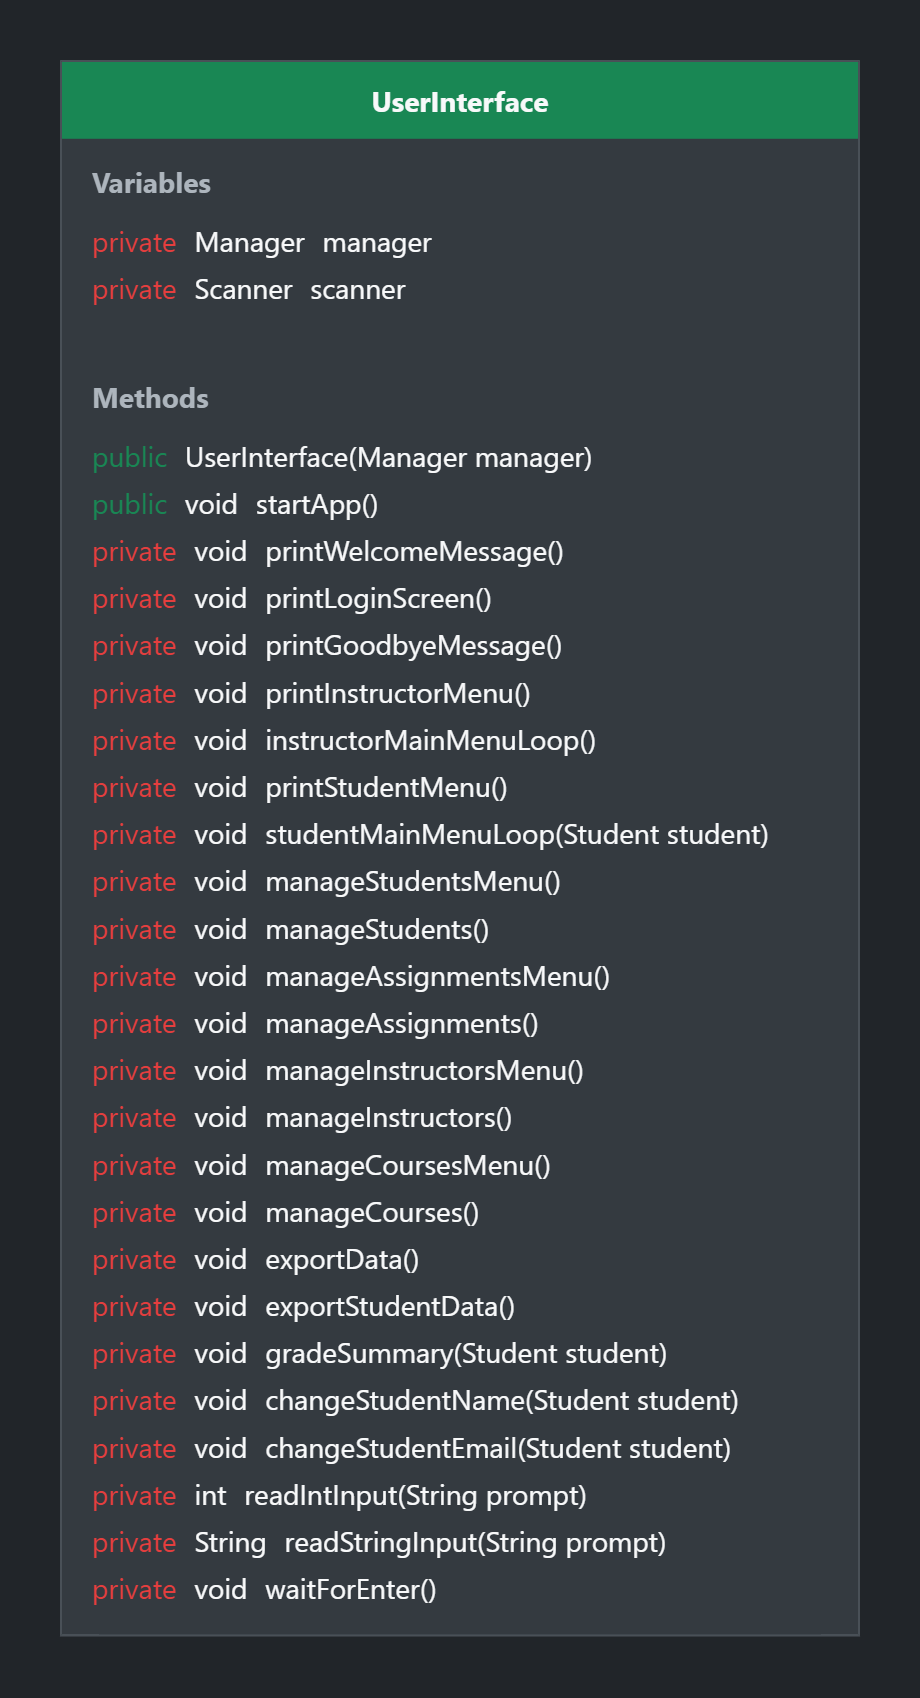 UserInterface
Variables
private Manager manager
private Scanner scanner
Methods
public UserInterface(Manager manager)
public void startApp()
private void printWelcomeMessage()
private void printLoginScreen()
private void printGoodbyeMessage()
private void printInstructorMenu()
private void instructorMainMenuLoop()
private void printStudentMenu()
private void studentMainMenuLoop(Student student)
private void manageStudentsMenu()
private void manageStudents()
private void manageAssignmentsMenu()
private void manageAssignments()
private void manageInstructorsMenu()
private void manageInstructors()
private void manageCoursesMenu()
private void manageCourses()
private void exportData()
private void exportStudentData()
private void gradeSummary(Student student)
private void changeStudentName(Student student)
private void changeStudentEmail(Student student)
private int readIntInput(String prompt)
private String readStringInput(String prompt)
private void waitForEnter()